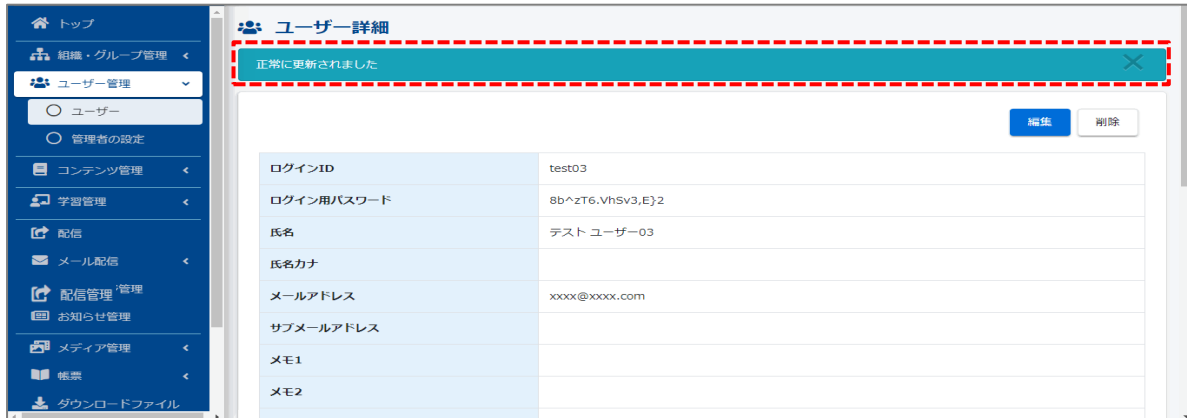 トップ
組織・グループ管理
ユーザー管理
ユーザー
管理者の設定
コンテンツ管理
学習管理
配信
メール配信
配信管理
管理
お知らせ管理
メディア管理
帳票
ダウンロードファイル
ユーザー詳細
正常に更新されました
編集 削除
ログインID test03
ログイン用パスワード 8b^zT6.VhSv3,E}2
氏名 テスト ユーザー03
氏名カナ
メールアドレス xxxx@xxxx.com
サブメールアドレス
メモ1
メモ2